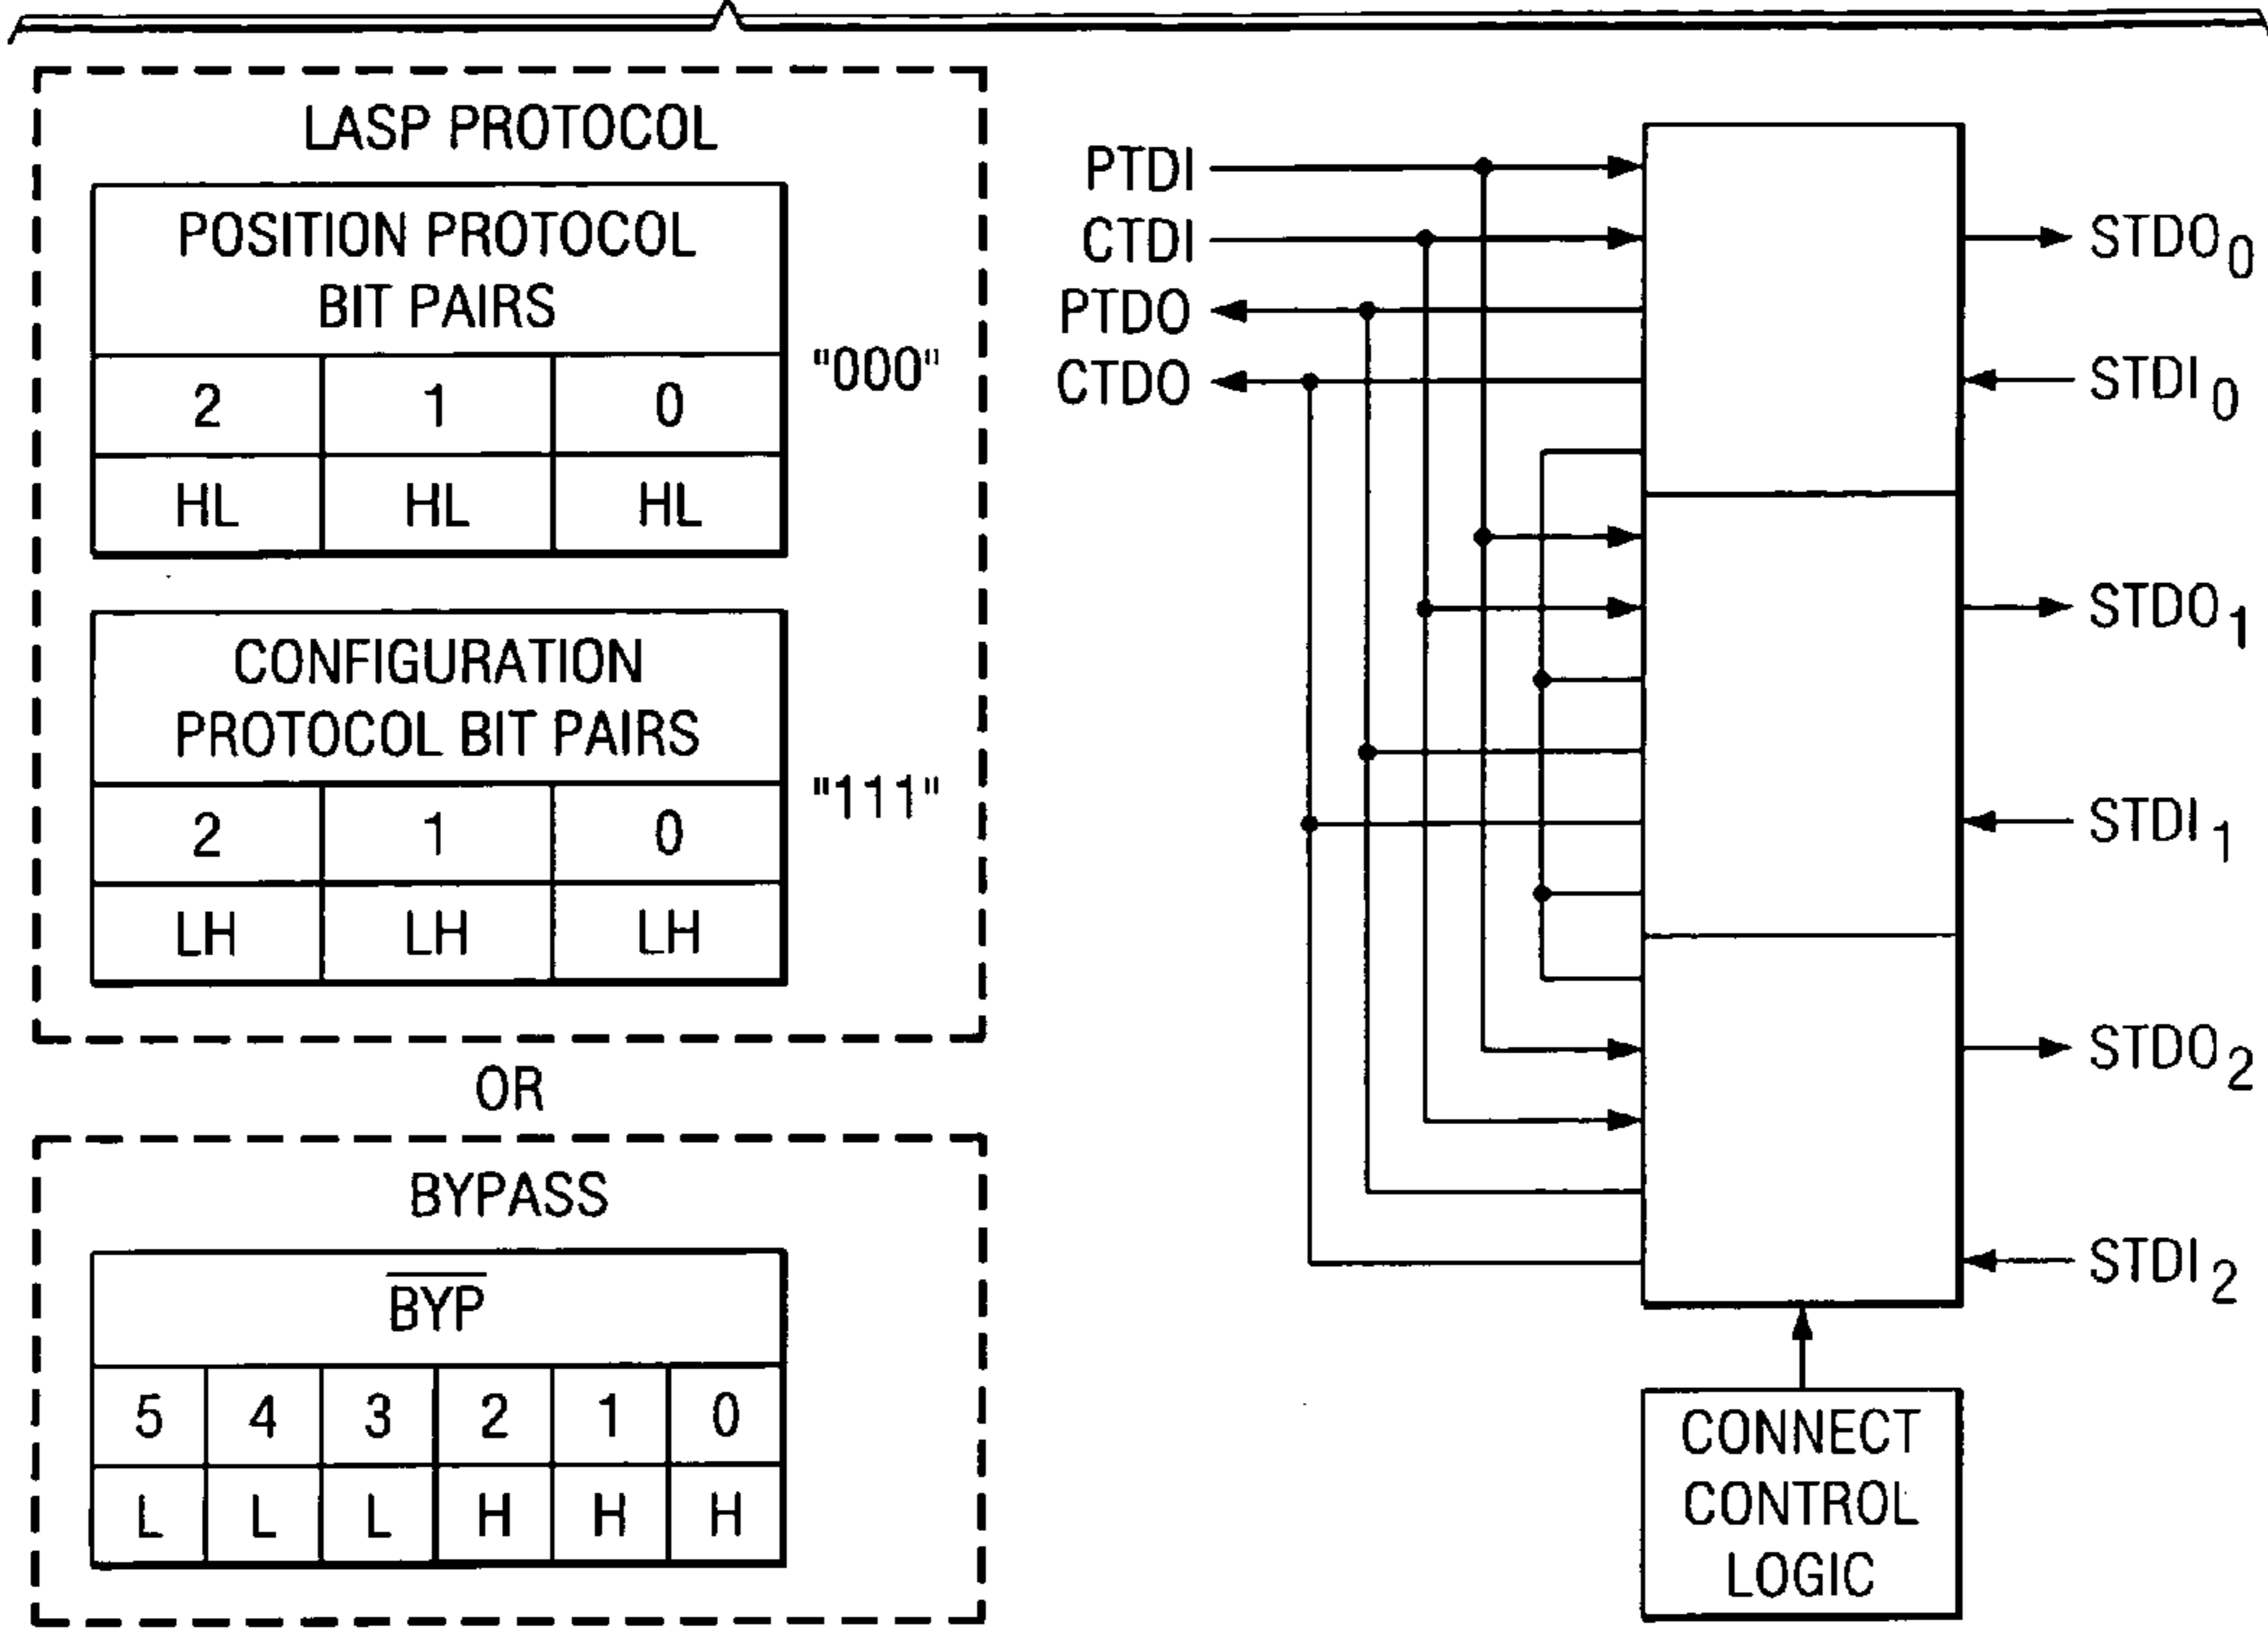 LASP PROTOCOL
POSITION PROTOCOL
BIT PAIRS
"000"
2 1 0
HL HL HL
CONFIGURATION
PROTOCOL BIT PAIRS
"111"
2 1 0
LH LH LH
OR
BYPASS
B̅Y̅P̅
5 4 3 2 1 0
L L L H H H
PTDI
CTDI
PTDO
CTDO
STDO₀
STDI₀
STDO₁
STDI₁
STDO₂
STDI₂
CONNECT
CONTROL
LOGIC